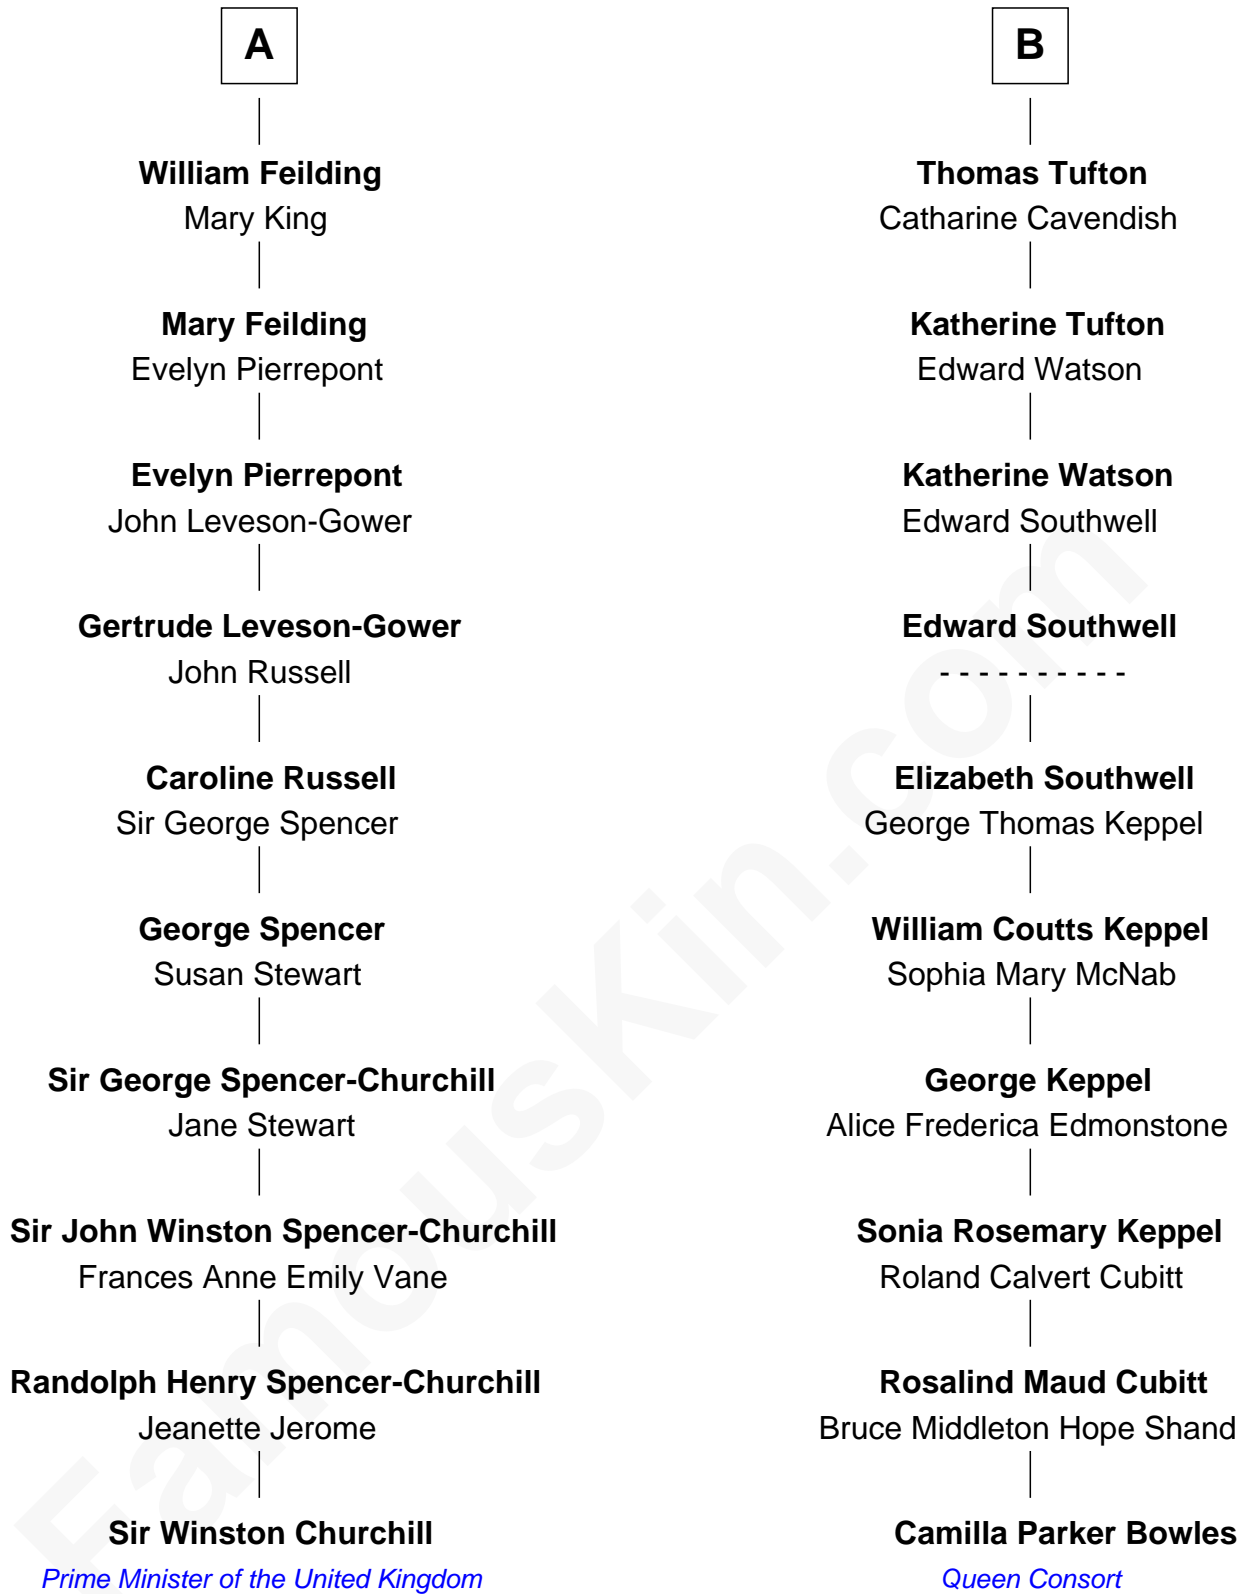 A
William Feilding
Mary King
Mary Feilding
Evelyn Pierrepont
Evelyn Pierrepont
John Leveson-Gower
Gertrude Leveson-Gower
John Russell
Caroline Russell
Sir George Spencer
George Spencer
Susan Stewart
Sir George Spencer-Churchill
Jane Stewart
Sir John Winston Spencer-Churchill
Frances Anne Emily Vane
Randolph Henry Spencer-Churchill
Jeanette Jerome
Sir Winston Churchill
Prime Minister of the United Kingdom
B
Thomas Tufton
Catharine Cavendish
Katherine Tufton
Edward Watson
Katherine Watson
Edward Southwell
Edward Southwell
- - - - - - - - - -
Elizabeth Southwell
George Thomas Keppel
William Coutts Keppel
Sophia Mary McNab
George Keppel
Alice Frederica Edmonstone
Sonia Rosemary Keppel
Roland Calvert Cubitt
Rosalind Maud Cubitt
Bruce Middleton Hope Shand
Camilla Parker Bowles
Queen Consort
FamousKin.com